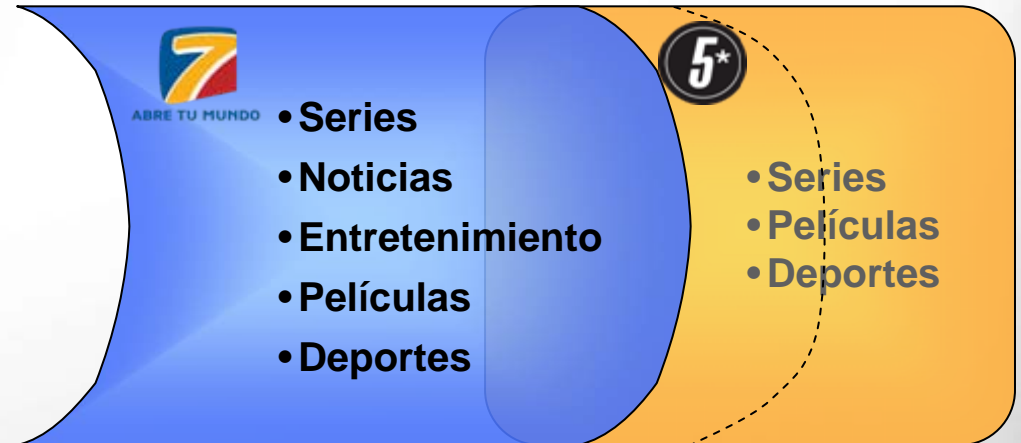 7
ABRE TU MUNDO
• Series
• Noticias
• Entretenimiento
• Películas
• Deportes
5*
• Series
• Películas
• Deportes